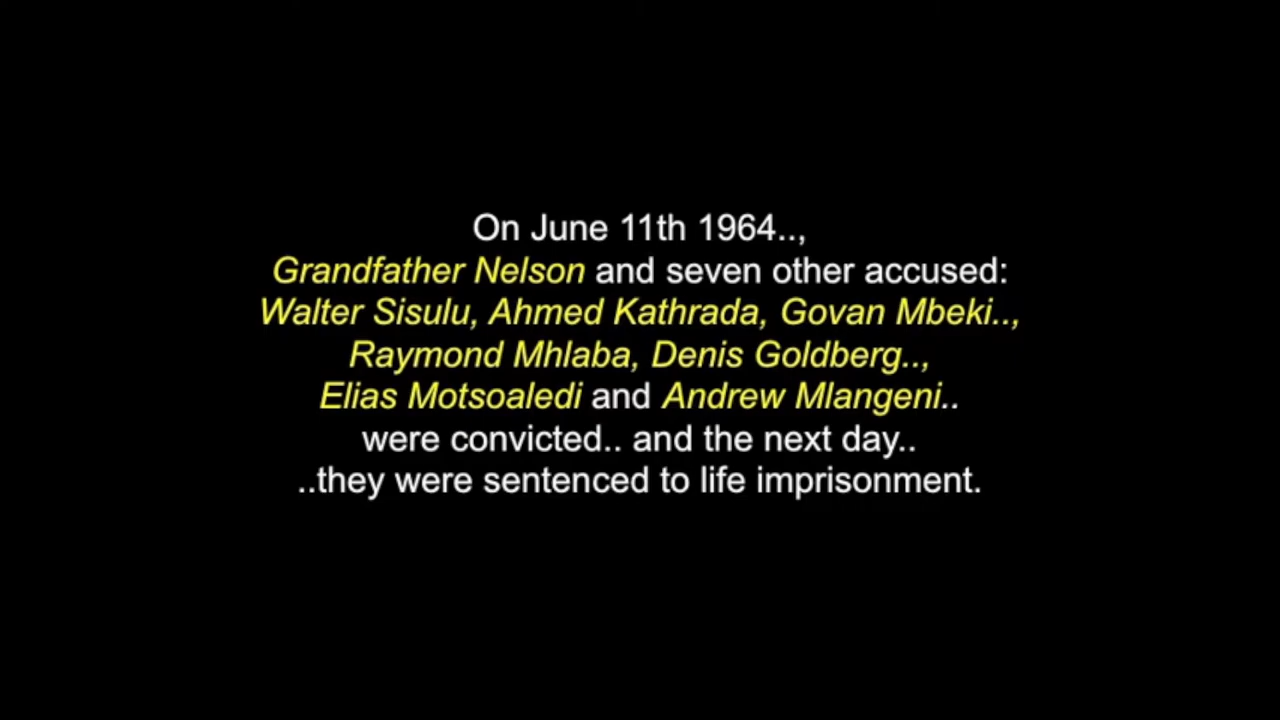 On June 11th 1964..,
Grandfather Nelson and seven other accused:
Walter Sisulu, Ahmed Kathrada, Govan Mbeki..,
Raymond Mhlaba, Denis Goldberg..,
Elias Motsoaledi and Andrew Mlangeni..
were convicted.. and the next day..
..they were sentenced to life imprisonment.